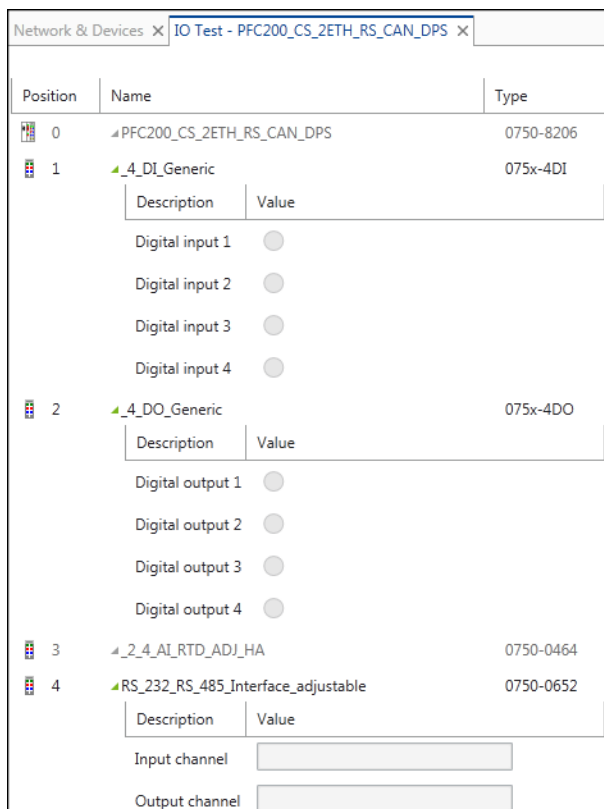 Network & Devices IO Test - PFC200_CS_2ETH_RS_CAN_DPS
Position Name Type
0 PFC200_CS_2ETH_RS_CAN_DPS 0750-8206
1 _4_DI_Generic 075x-4DI
Description Value
Digital input 1
Digital input 2
Digital input 3
Digital input 4
2 _4_DO_Generic 075x-4DO
Description Value
Digital output 1
Digital output 2
Digital output 3
Digital output 4
3 _2_4_AI_RTD_ADJ_HA 0750-0464
4 RS_232_RS_485_Interface_adjustable 0750-0652
Description Value
Input channel
Output channel